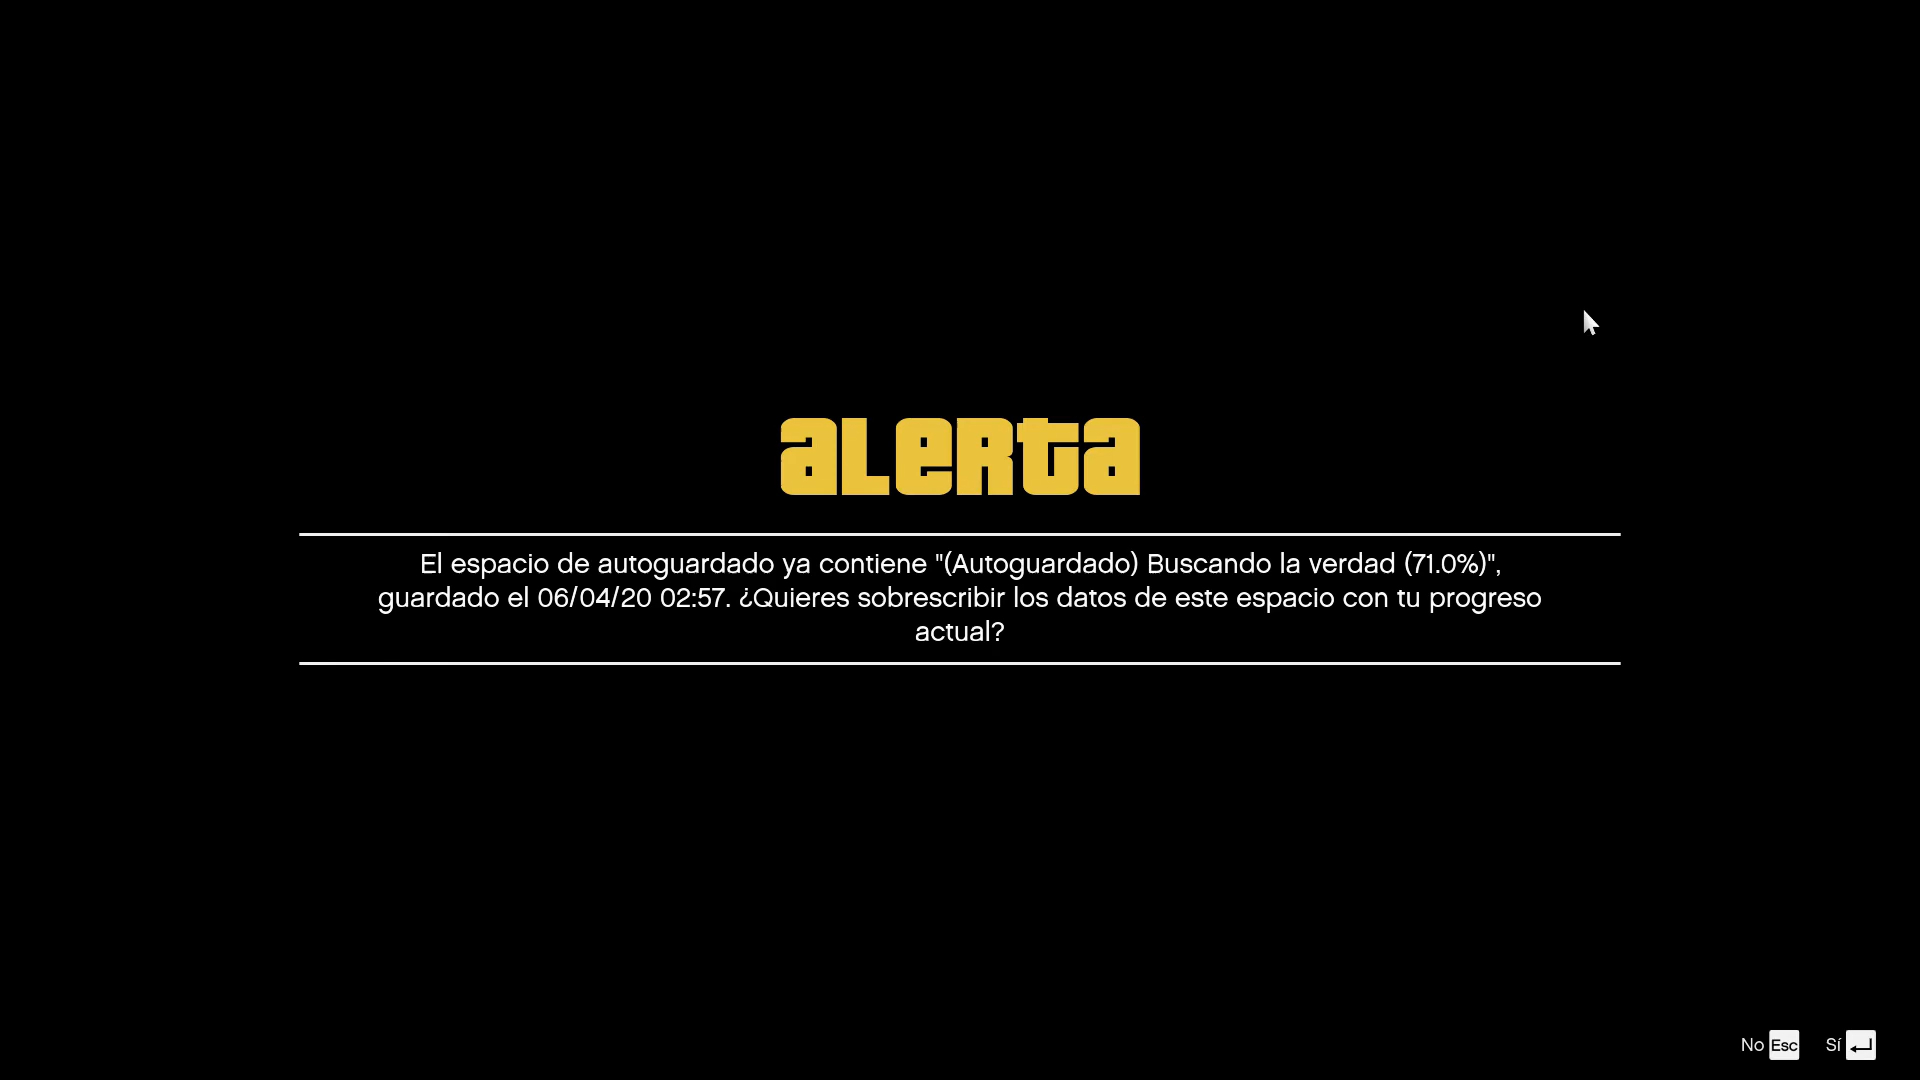 aLeRta
El espacio de autoguardado ya contiene "(Autoguardado) Buscando la verdad (71.0%)",
guardado el 06/04/20 02:57. ¿Quieres sobrescribir los datos de este espacio con tu progreso
actual?
No Esc Sí